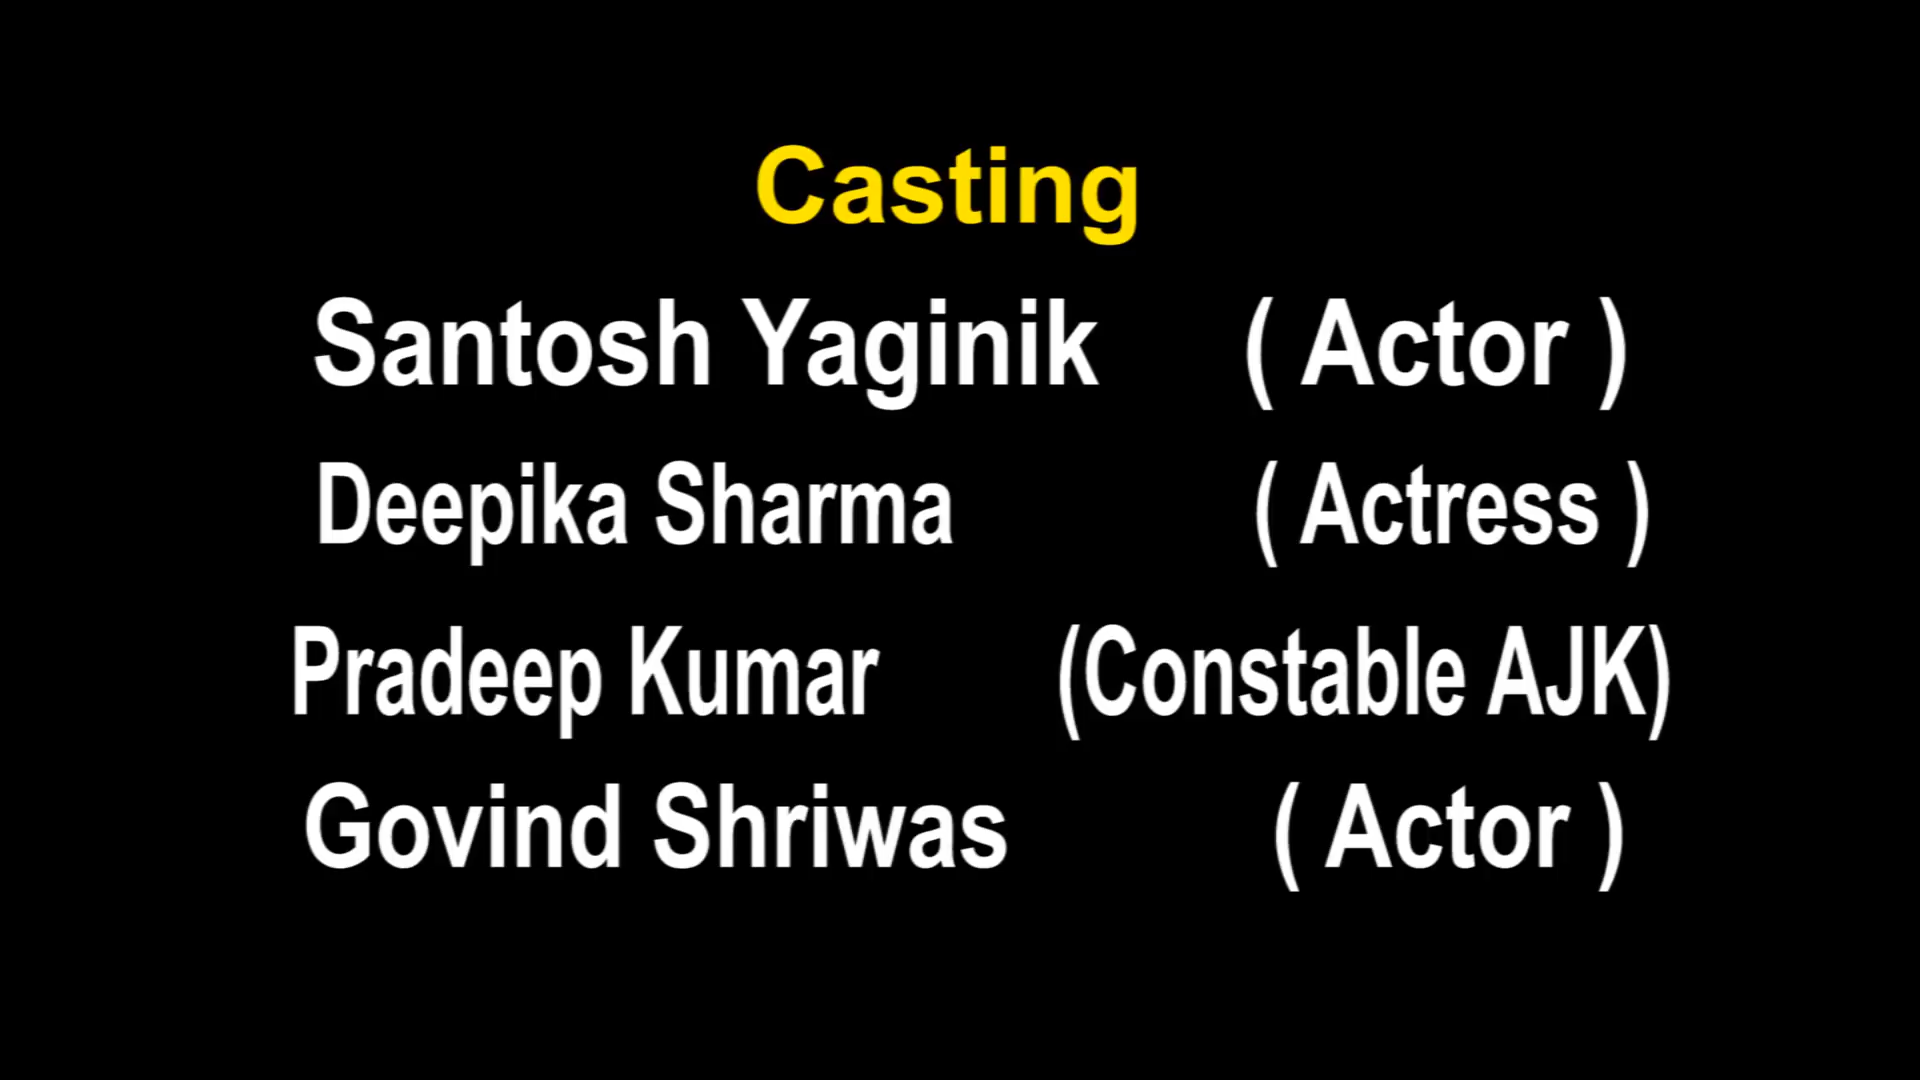 Casting
Santosh Yaginik ( Actor )
Deepika Sharma ( Actress )
Pradeep Kumar (Constable AJK)
Govind Shriwas ( Actor )